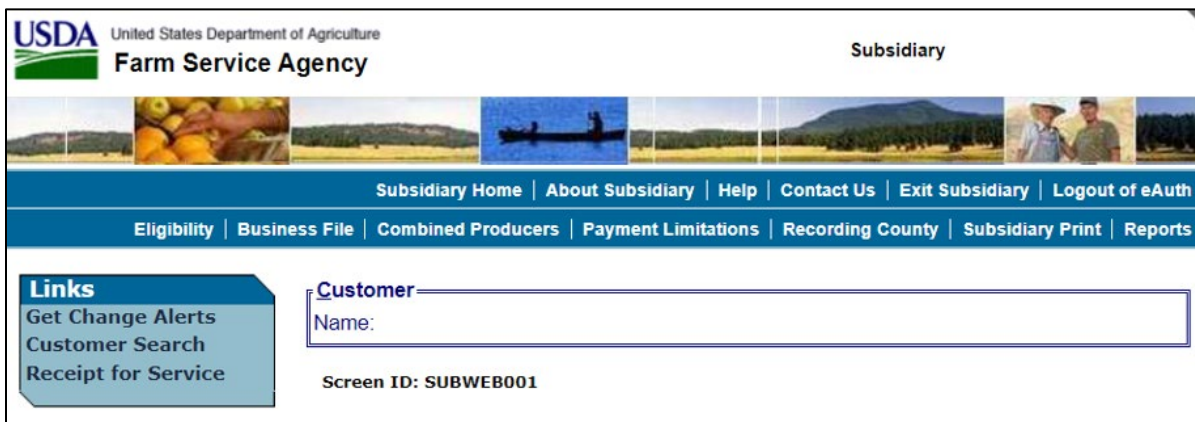 USDA United States Department of Agriculture
Farm Service Agency
Subsidiary
Subsidiary Home | About Subsidiary | Help | Contact Us | Exit Subsidiary | Logout of eAuth
Eligibility | Business File | Combined Producers | Payment Limitations | Recording County | Subsidiary Print | Reports
Links
Get Change Alerts
Customer Search
Receipt for Service
Customer
Name:
Screen ID: SUBWEB001